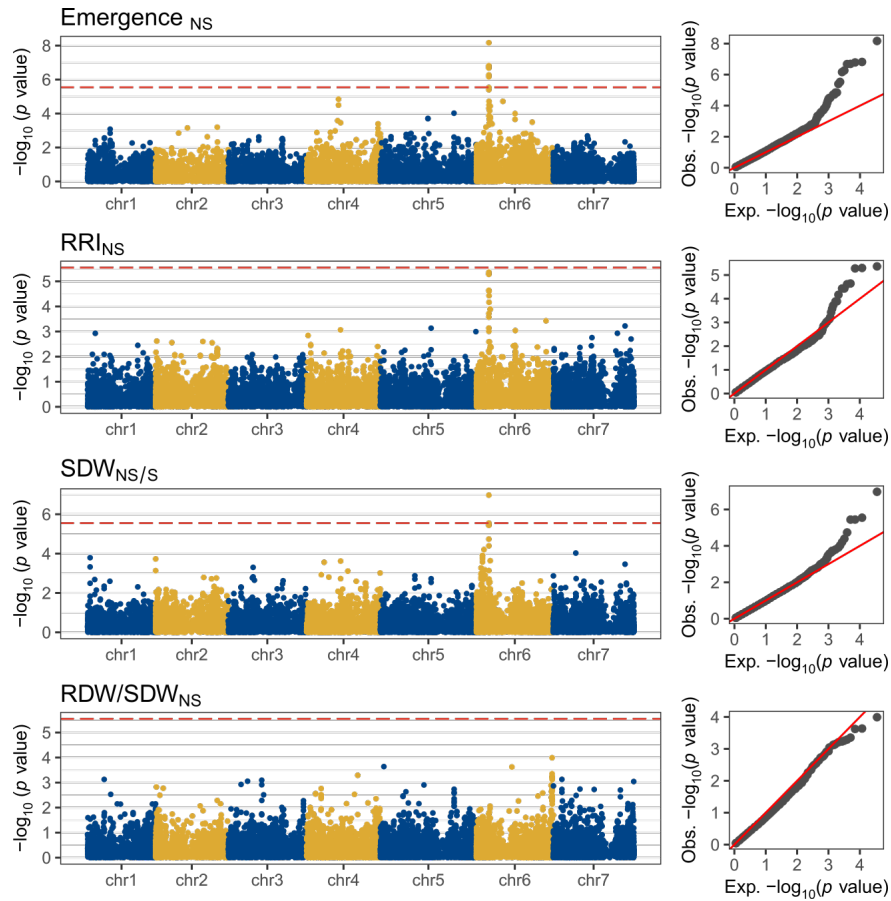 Emergence NS
−log10 (p value)
8
6
4
2
0
chr1 chr2 chr3 chr4 chr5 chr6 chr7
Obs. −log10(p value)
8
6
4
2
0
0 1 2 3 4
Exp. −log10(p value)
RRINS
−log10 (p value)
5
4
3
2
1
0
chr1 chr2 chr3 chr4 chr5 chr6 chr7
Obs. −log10(p value)
5
4
3
2
1
0
0 1 2 3 4
Exp. −log10(p value)
SDWNS/S
−log10 (p value)
6
4
2
0
chr1 chr2 chr3 chr4 chr5 chr6 chr7
Obs. −log10(p value)
6
4
2
0
0 1 2 3 4
Exp. −log10(p value)
RDW/SDWNS
−log10 (p value)
5
4
3
2
1
0
chr1 chr2 chr3 chr4 chr5 chr6 chr7
Obs. −log10(p value)
4
3
2
1
0
0 1 2 3 4
Exp. −log10(p value)